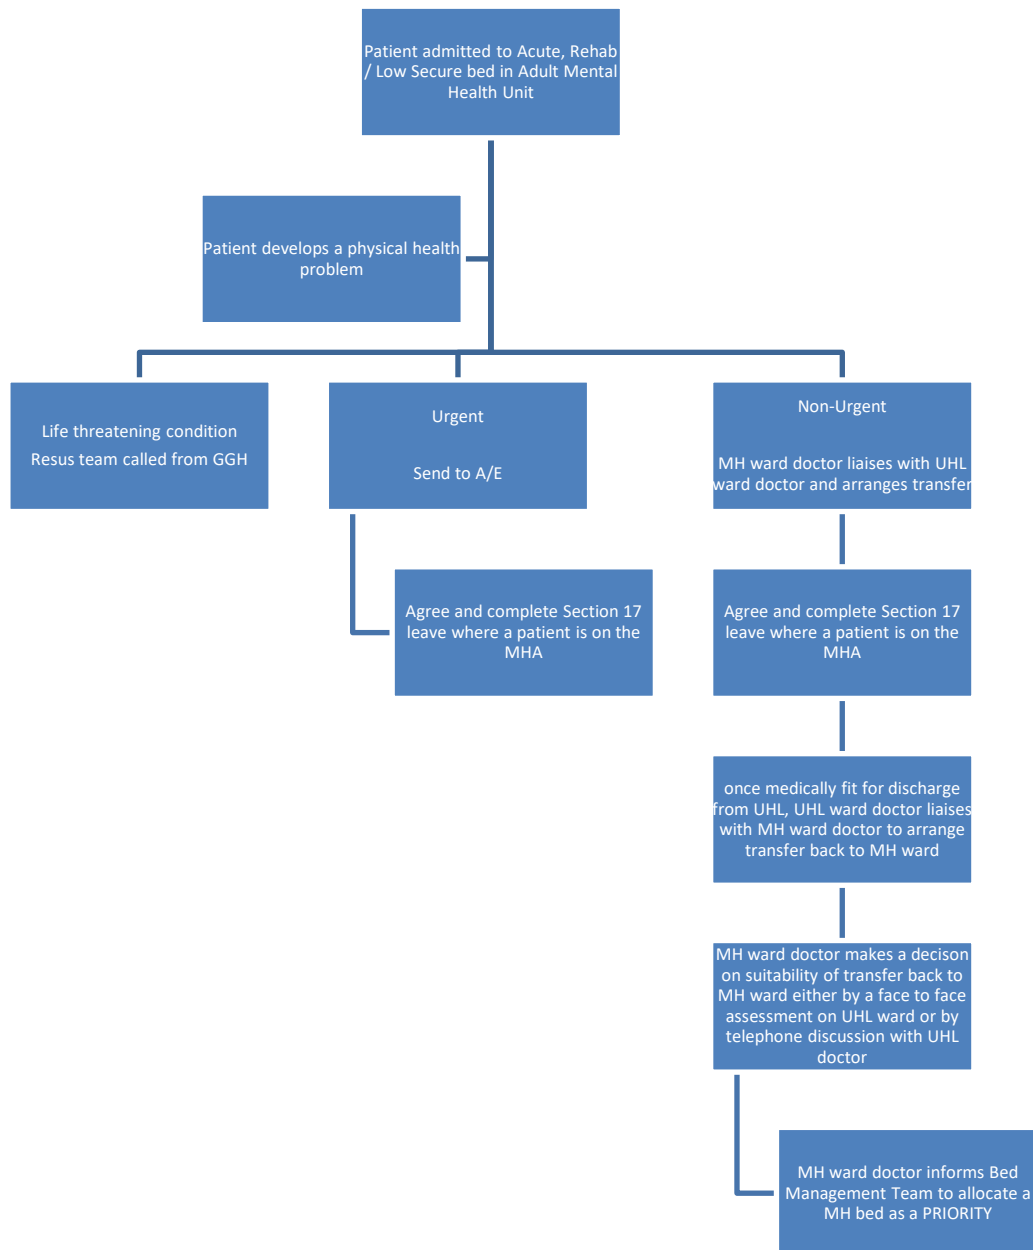 Patient admitted to Acute, Rehab
/ Low Secure bed in Adult Mental
Health Unit
Patient develops a physical health
problem
Life threatening condition
Resus team called from GGH
Urgent
Send to A/E
Non-Urgent
MH ward doctor liaises with UHL
ward doctor and arranges transfer
Agree and complete Section 17
leave where a patient is on the
MHA
Agree and complete Section 17
leave where a patient is on the
MHA
once medically fit for discharge
from UHL, UHL ward doctor liaises
with MH ward doctor to arrange
transfer back to MH ward
MH ward doctor makes a decison
on suitability of transfer back to
MH ward either by a face to face
assessment on UHL ward or by
telephone discussion with UHL
doctor
MH ward doctor informs Bed
Management Team to allocate a
MH bed as a PRIORITY